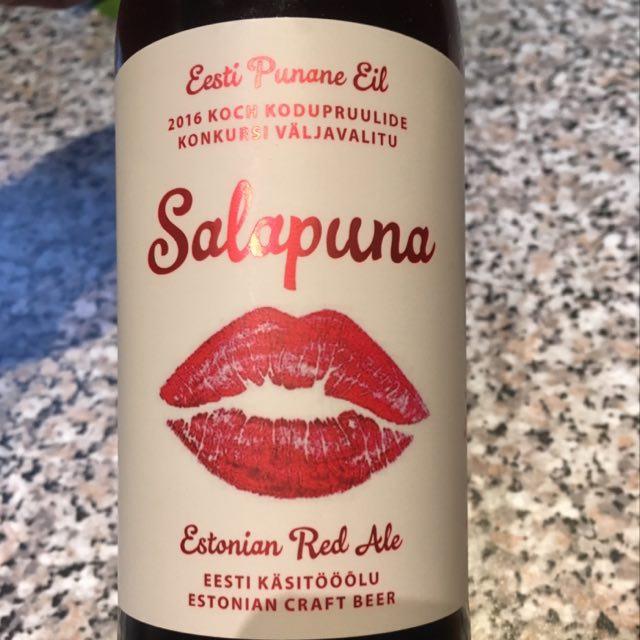 Eesti Punane Eil
2016 KOCH KODUPRUULIDE
KONKURSI VÄLJAVALITU
Salapuna
Estonian Red Ale
EESTI KÄSITÖÖÕLU
ESTONIAN CRAFT BEER